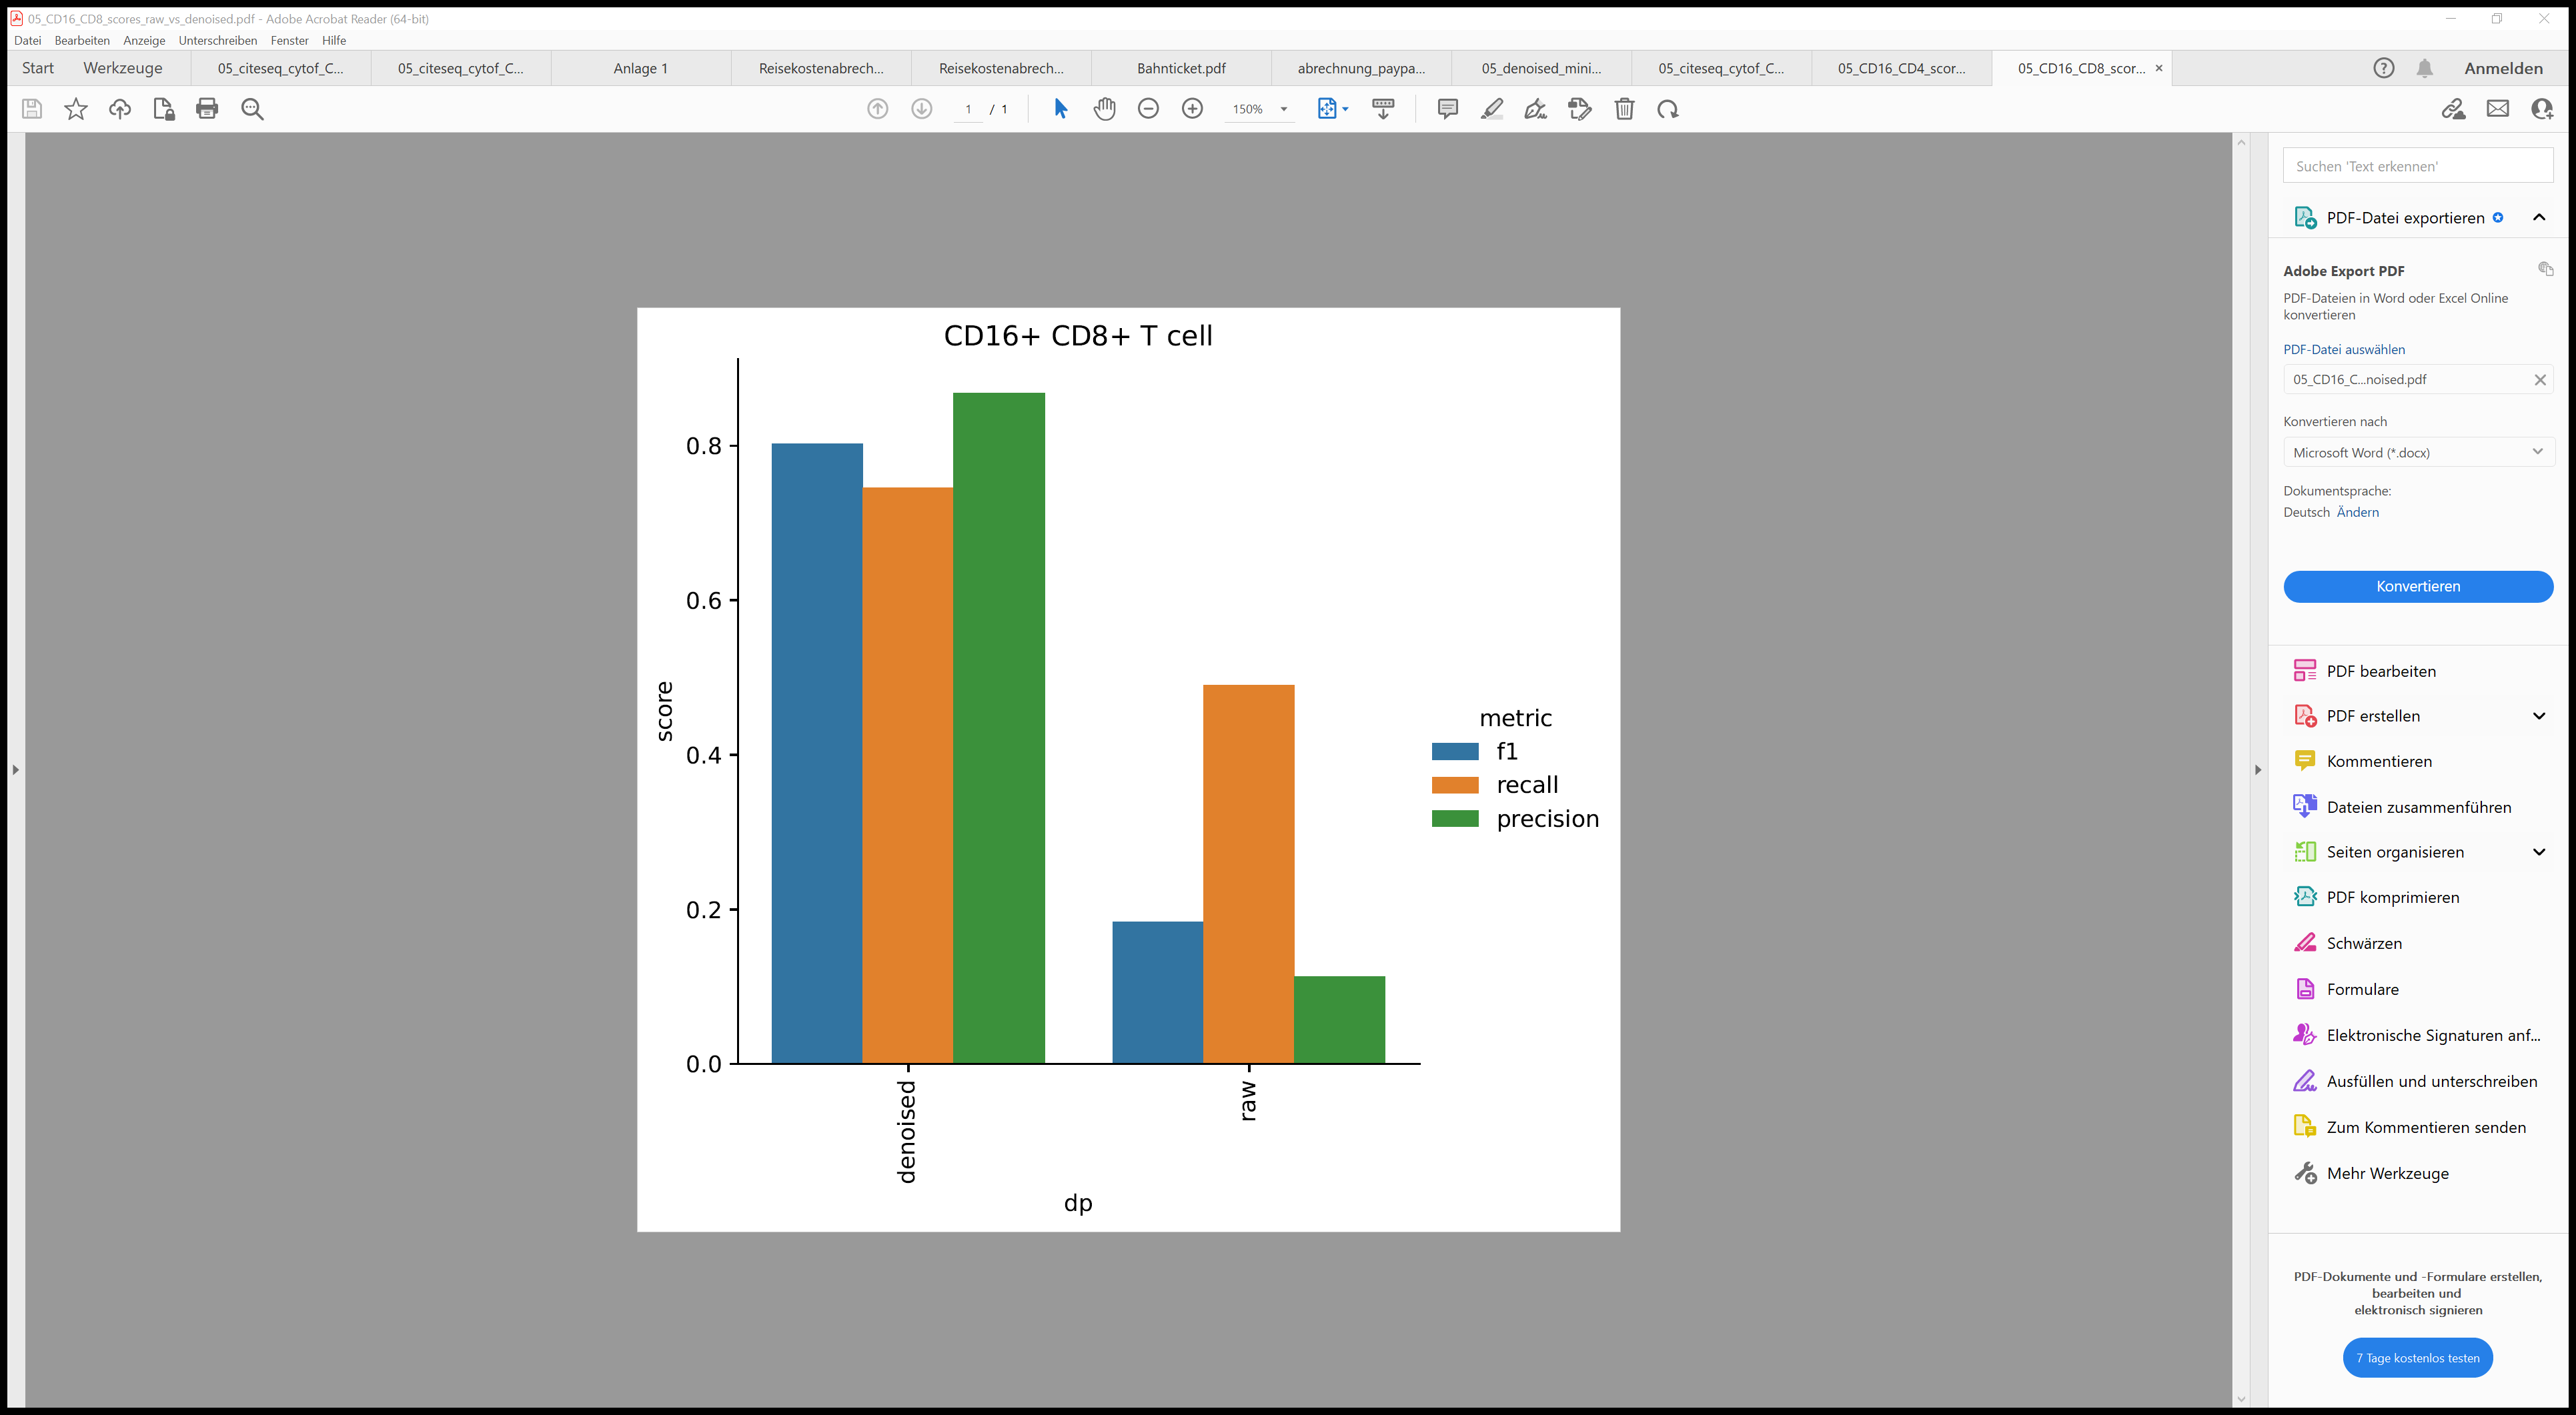 05_CD16_CD8_scores_raw_vs_denoised.pdf - Adobe Acrobat Reader (64-bit)
Datei Bearbeiten Anzeige Unterschreiben Fenster Hilfe
Start Werkzeuge 05_citeseq_cytof_C... 05_citeseq_cytof_C... Anlage 1 Reisekostenabrech... Reisekostenabrech... Bahnticket.pdf abrechnung_paypa... 05_denoised_mini... 05_citeseq_cytof_C... 05_CD16_CD4_scor... 05_CD16_CD8_scor... Anmelden
1 / 1 150%
CD16+ CD8+ T cell
0.8
0.6
0.4
0.2
0.0
score
denoised
raw
dp
metric
f1
recall
precision
Suchen 'Text erkennen'
PDF-Datei exportieren
Adobe Export PDF
PDF-Dateien in Word oder Excel Online
konvertieren
PDF-Datei auswählen
05_CD16_C...noised.pdf
Konvertieren nach
Microsoft Word (*.docx)
Dokumentsprache:
Deutsch Ändern
Konvertieren
PDF bearbeiten
PDF erstellen
Kommentieren
Dateien zusammenführen
Seiten organisieren
PDF komprimieren
Schwärzen
Formulare
Elektronische Signaturen anf...
Ausfüllen und unterschreiben
Zum Kommentieren senden
Mehr Werkzeuge
PDF-Dokumente und -Formulare erstellen,
bearbeiten und
elektronisch signieren
7 Tage kostenlos testen